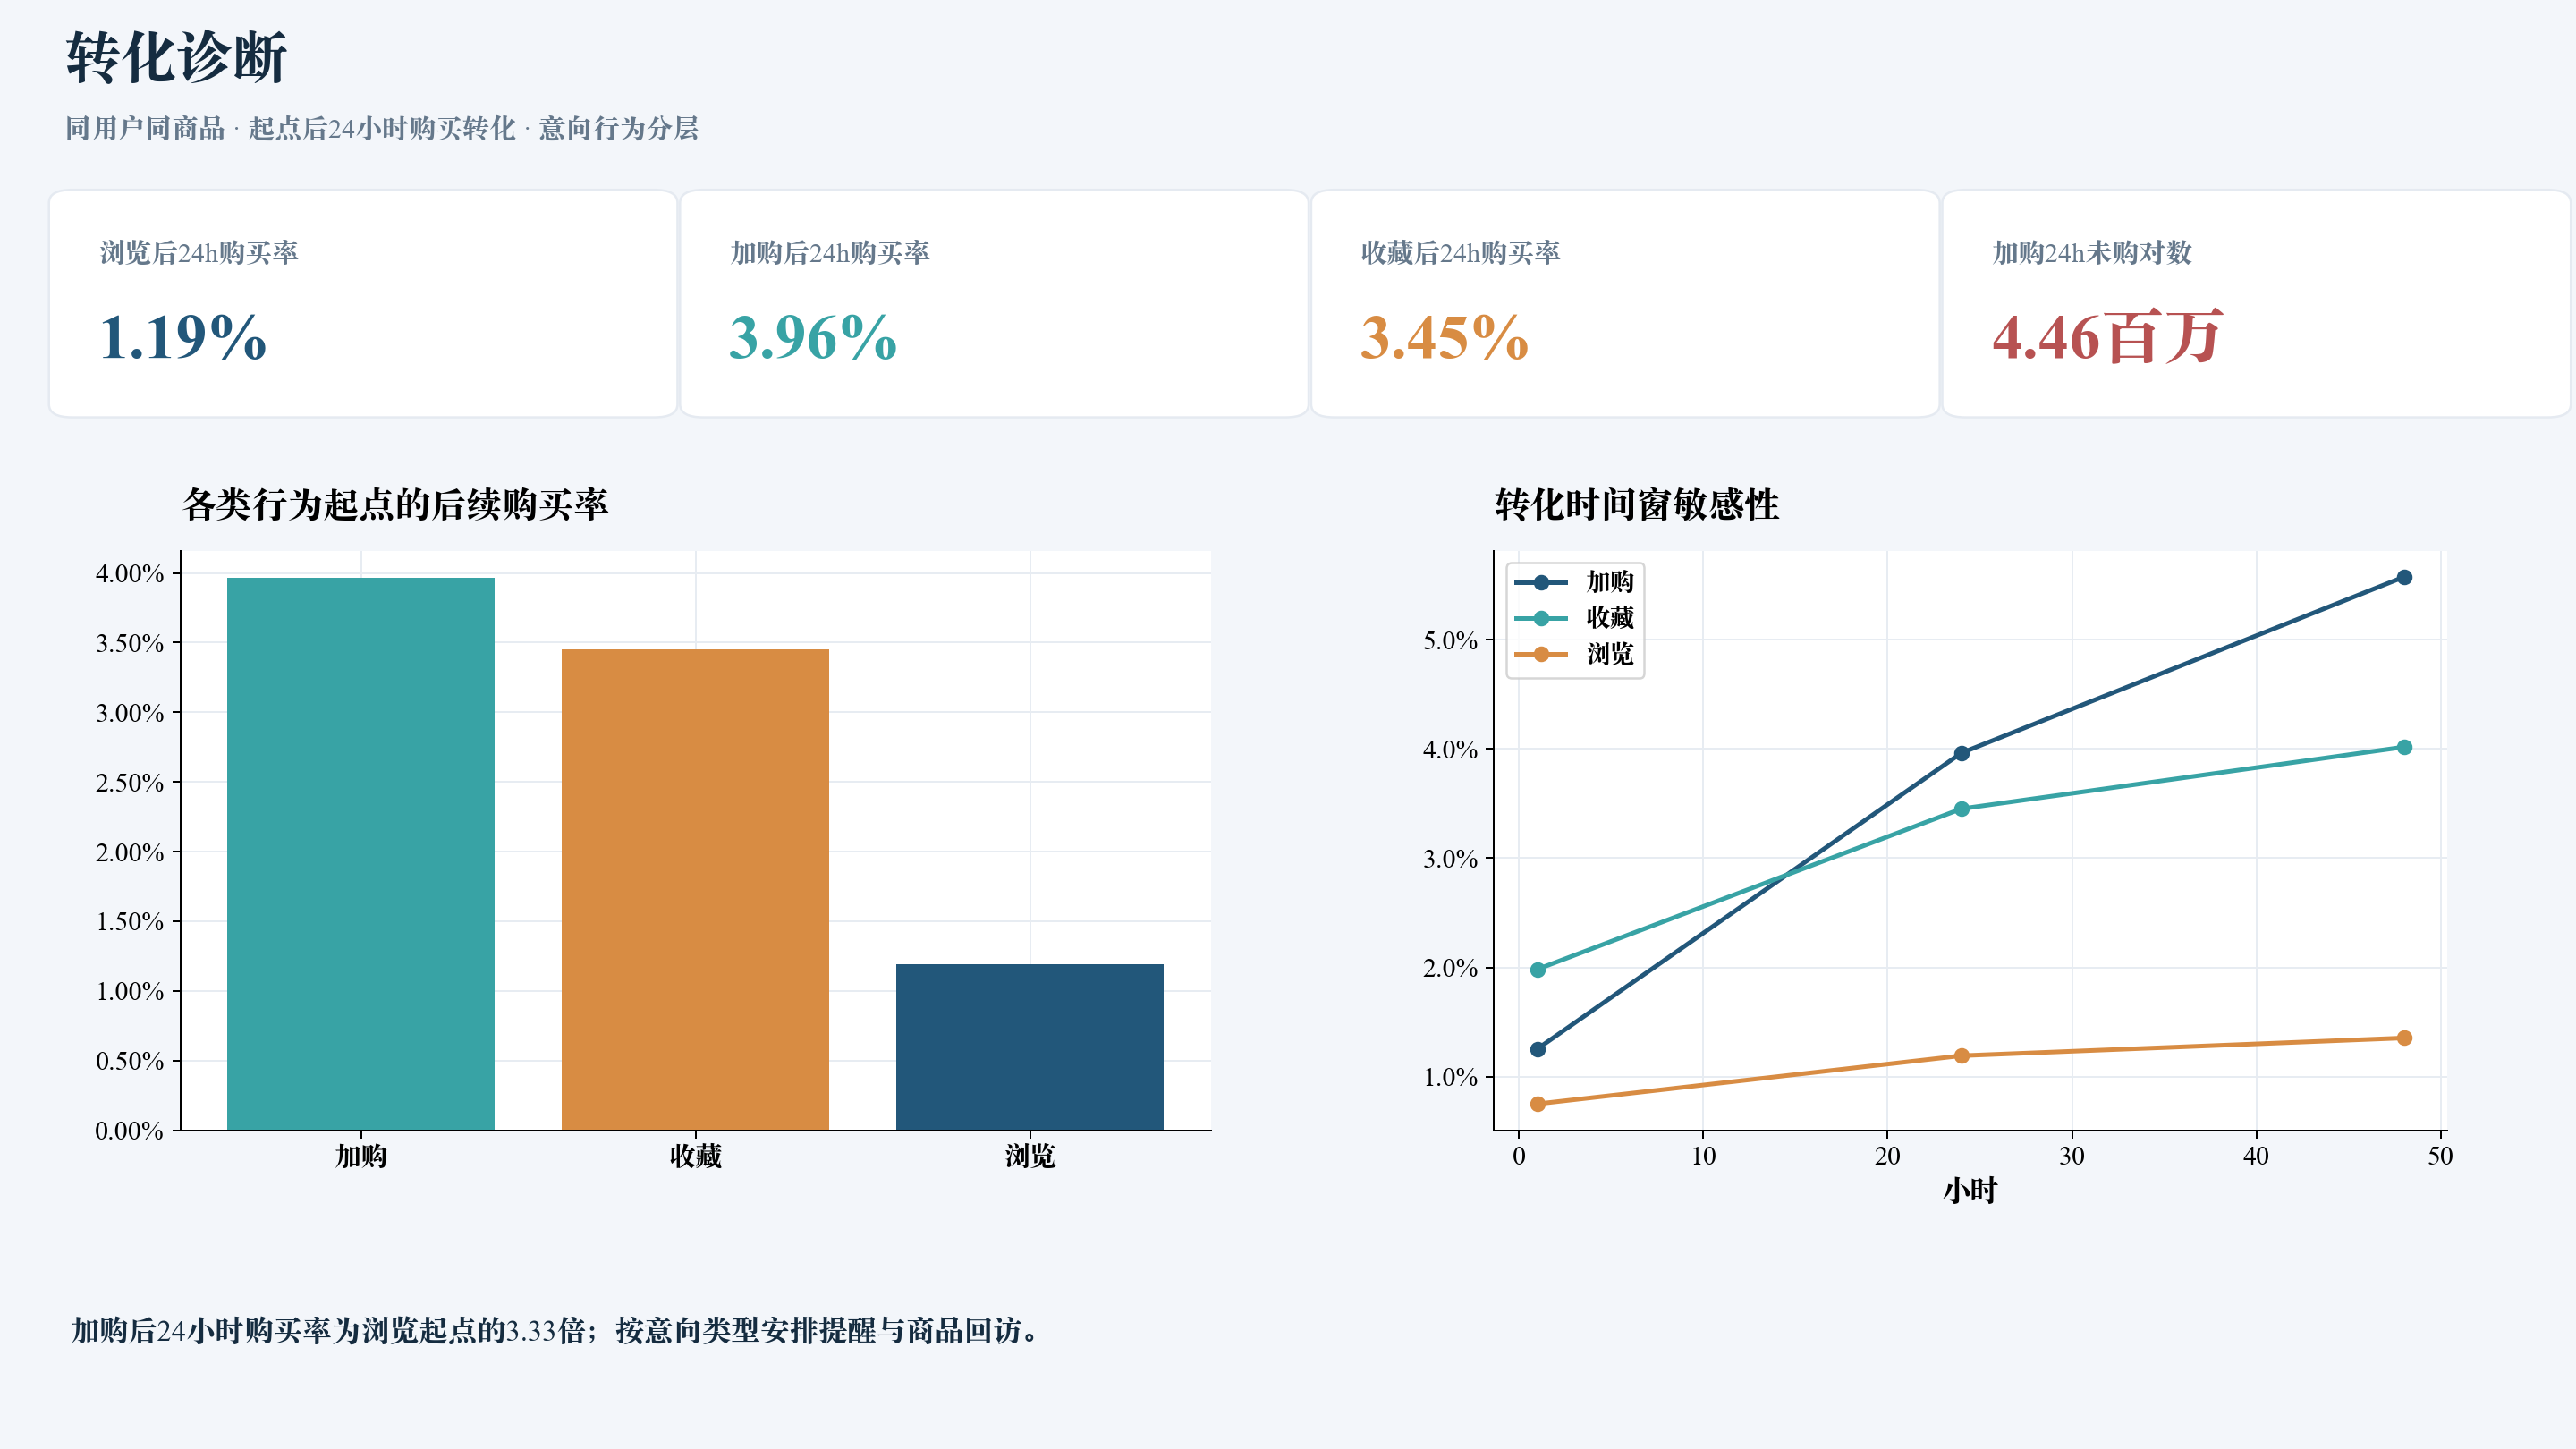 转化诊断
同用户同商品 · 起点后24小时购买转化 · 意向行为分层
浏览后24h购买率
1.19%
加购后24h购买率
3.96%
收藏后24h购买率
3.45%
加购24h未购对数
4.46百万
各类行为起点的后续购买率
4.00%
3.50%
3.00%
2.50%
2.00%
1.50%
1.00%
0.50%
0.00%
加购 收藏 浏览
转化时间窗敏感性
加购
收藏
浏览
5.0%
4.0%
3.0%
2.0%
1.0%
0 10 20 30 40 50
小时
加购后24小时购买率为浏览起点的3.33倍；按意向类型安排提醒与商品回访。